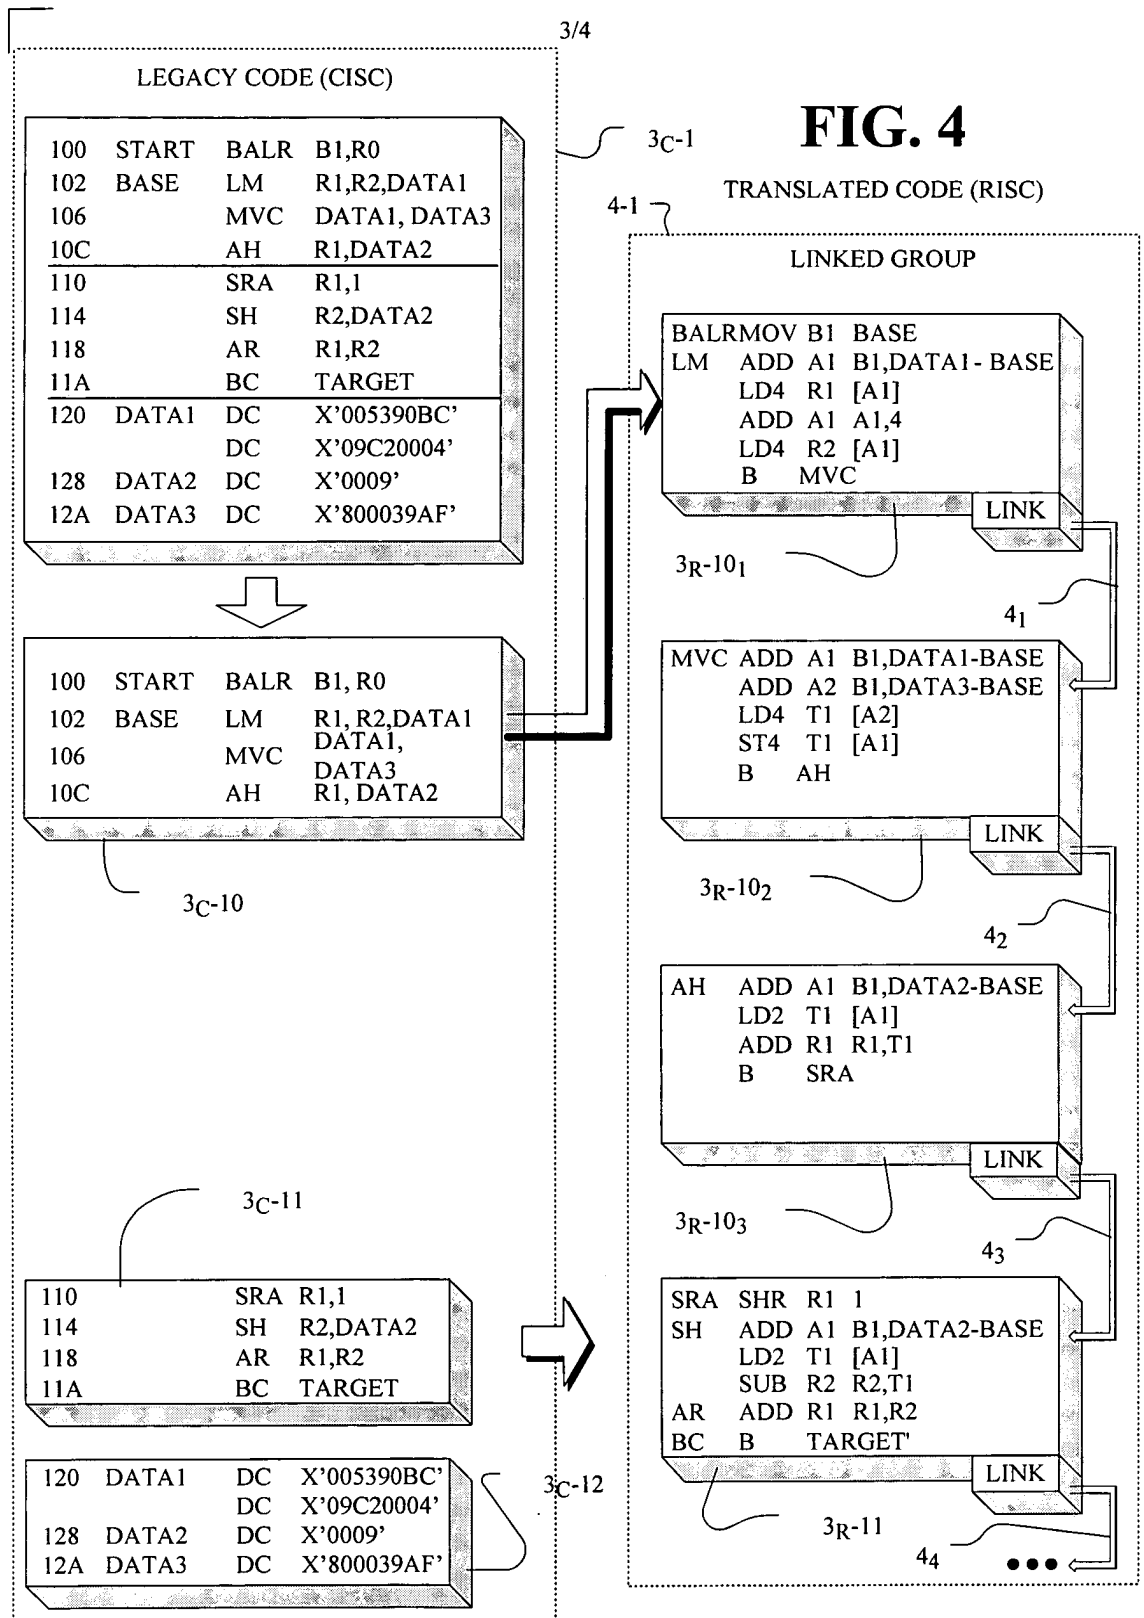 3/4
LEGACY CODE (CISC)
100 START BALR B1,R0
102 BASE LM R1,R2,DATA1
106 MVC DATA1, DATA3
10C AH R1,DATA2
110 SRA R1,1
114 SH R2,DATA2
118 AR R1,R2
11A BC TARGET
120 DATA1 DC X'005390BC'
DC X'09C20004'
128 DATA2 DC X'0009'
12A DATA3 DC X'800039AF'
3C-1
100 START BALR B1, R0
102 BASE LM R1, R2,DATA1
106 MVC DATA1,
DATA3
10C AH R1, DATA2
3C-10
3C-11
110 SRA R1,1
114 SH R2,DATA2
118 AR R1,R2
11A BC TARGET
120 DATA1 DC X'005390BC'
DC X'09C20004'
128 DATA2 DC X'0009'
12A DATA3 DC X'800039AF'
3C-12
FIG. 4
TRANSLATED CODE (RISC)
4-1
LINKED GROUP
BALRMOV B1 BASE
LM ADD A1 B1,DATA1- BASE
LD4 R1 [A1]
ADD A1 A1,4
LD4 R2 [A1]
B MVC
LINK
3R-101
41
MVC ADD A1 B1,DATA1-BASE
ADD A2 B1,DATA3-BASE
LD4 T1 [A2]
ST4 T1 [A1]
B AH
LINK
3R-102
42
AH ADD A1 B1,DATA2-BASE
LD2 T1 [A1]
ADD R1 R1,T1
B SRA
LINK
3R-103
43
SRA SHR R1 1
SH ADD A1 B1,DATA2-BASE
LD2 T1 [A1]
SUB R2 R2,T1
AR ADD R1 R1,R2
BC B TARGET'
LINK
3R-11
44
•••